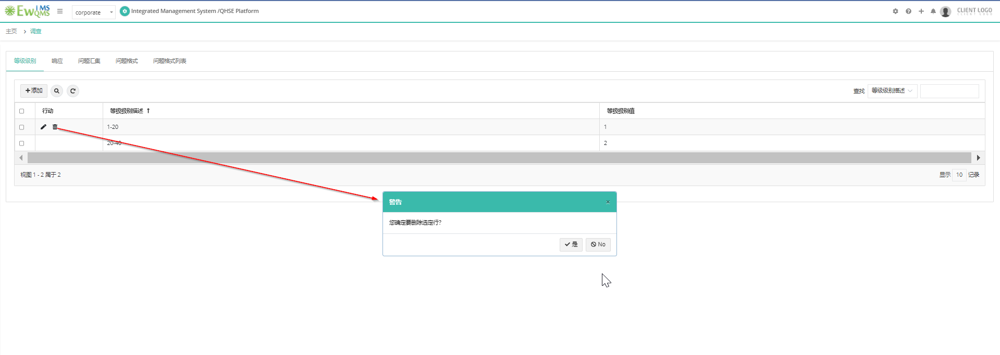 EwIMS QMS corporate Integrated Management System /QHSE Platform CLIENT LOGO
CLIENT LOGO
主页 > 调查
等级级别 响应 问题汇集 问题格式 问题格式列表
+添加 查找 等级级别描述
行动 等级级别描述 ↑ 等级级别值
1-20 1
20-40 2
视图 1 - 2 属于 2 显示 10 记录
警告 ×
您确定要删除选定行?
是 No